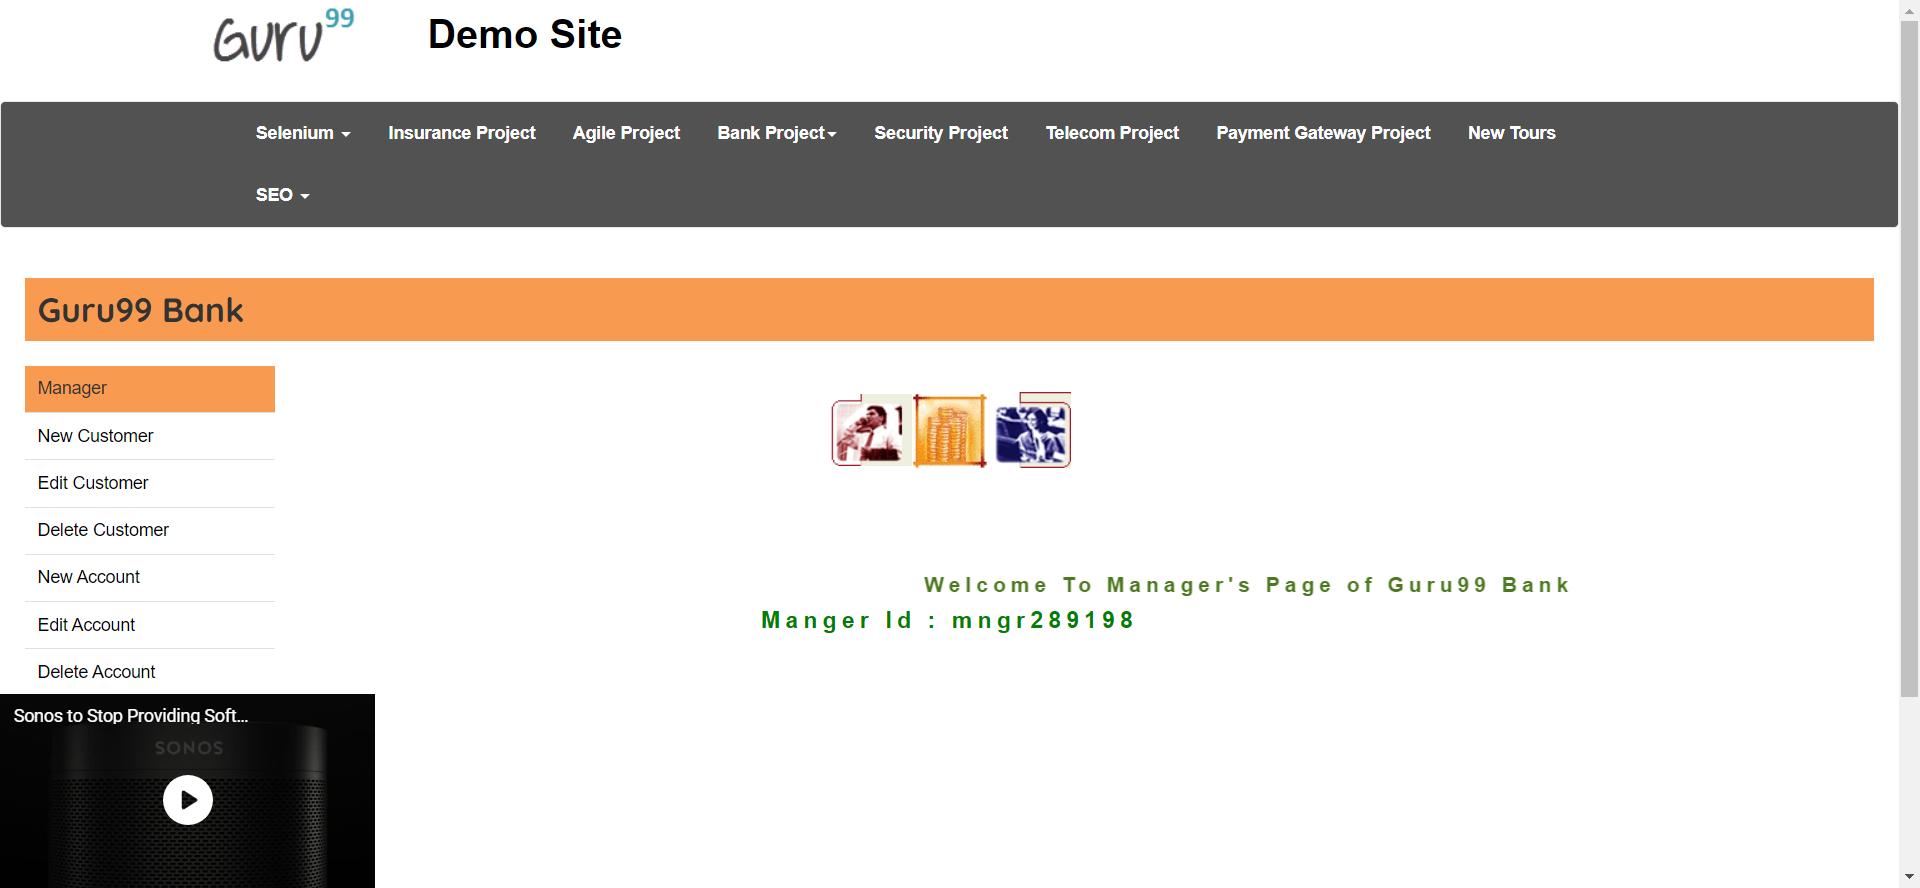 Guru99
Demo Site
Selenium Insurance Project Agile Project Bank Project Security Project Telecom Project Payment Gateway Project New Tours
SEO
Guru99 Bank
Manager
New Customer
Edit Customer
Delete Customer
New Account
Edit Account
Delete Account
Welcome To Manager's Page of Guru99 Bank
Manger Id : mngr289198
Sonos to Stop Providing Soft...
SONOS